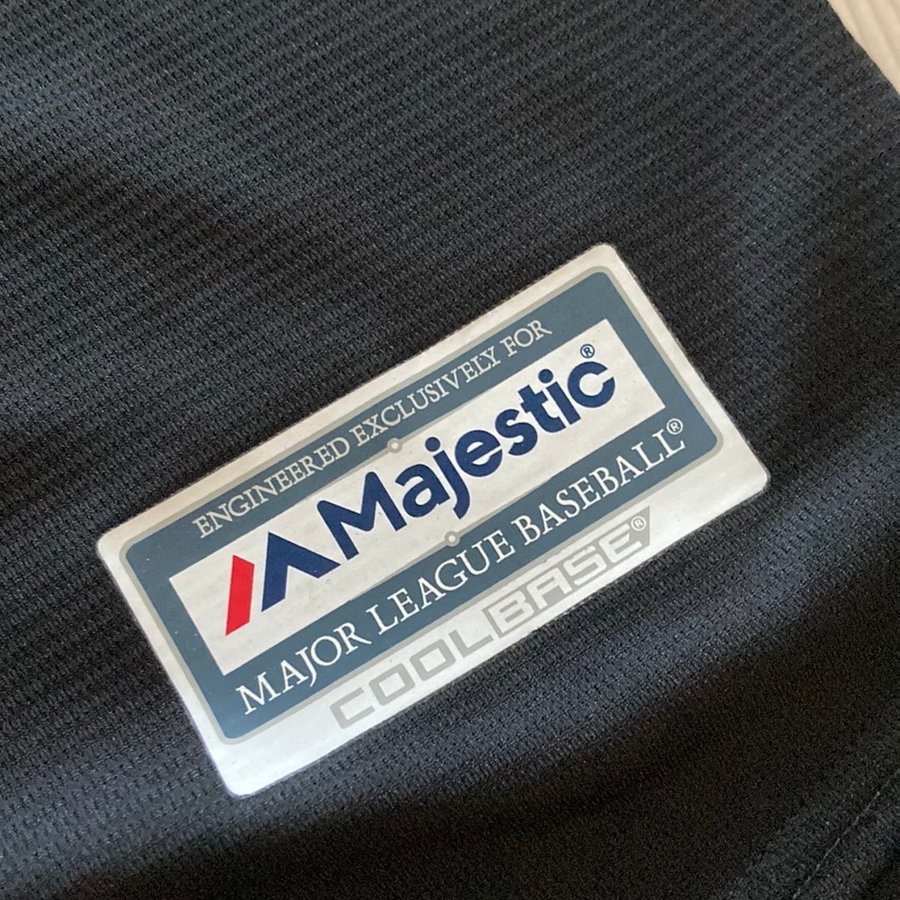 ENGINEERED EXCLUSIVELY FOR
Majestic®
MAJOR LEAGUE BASEBALL®
COOLBASE®